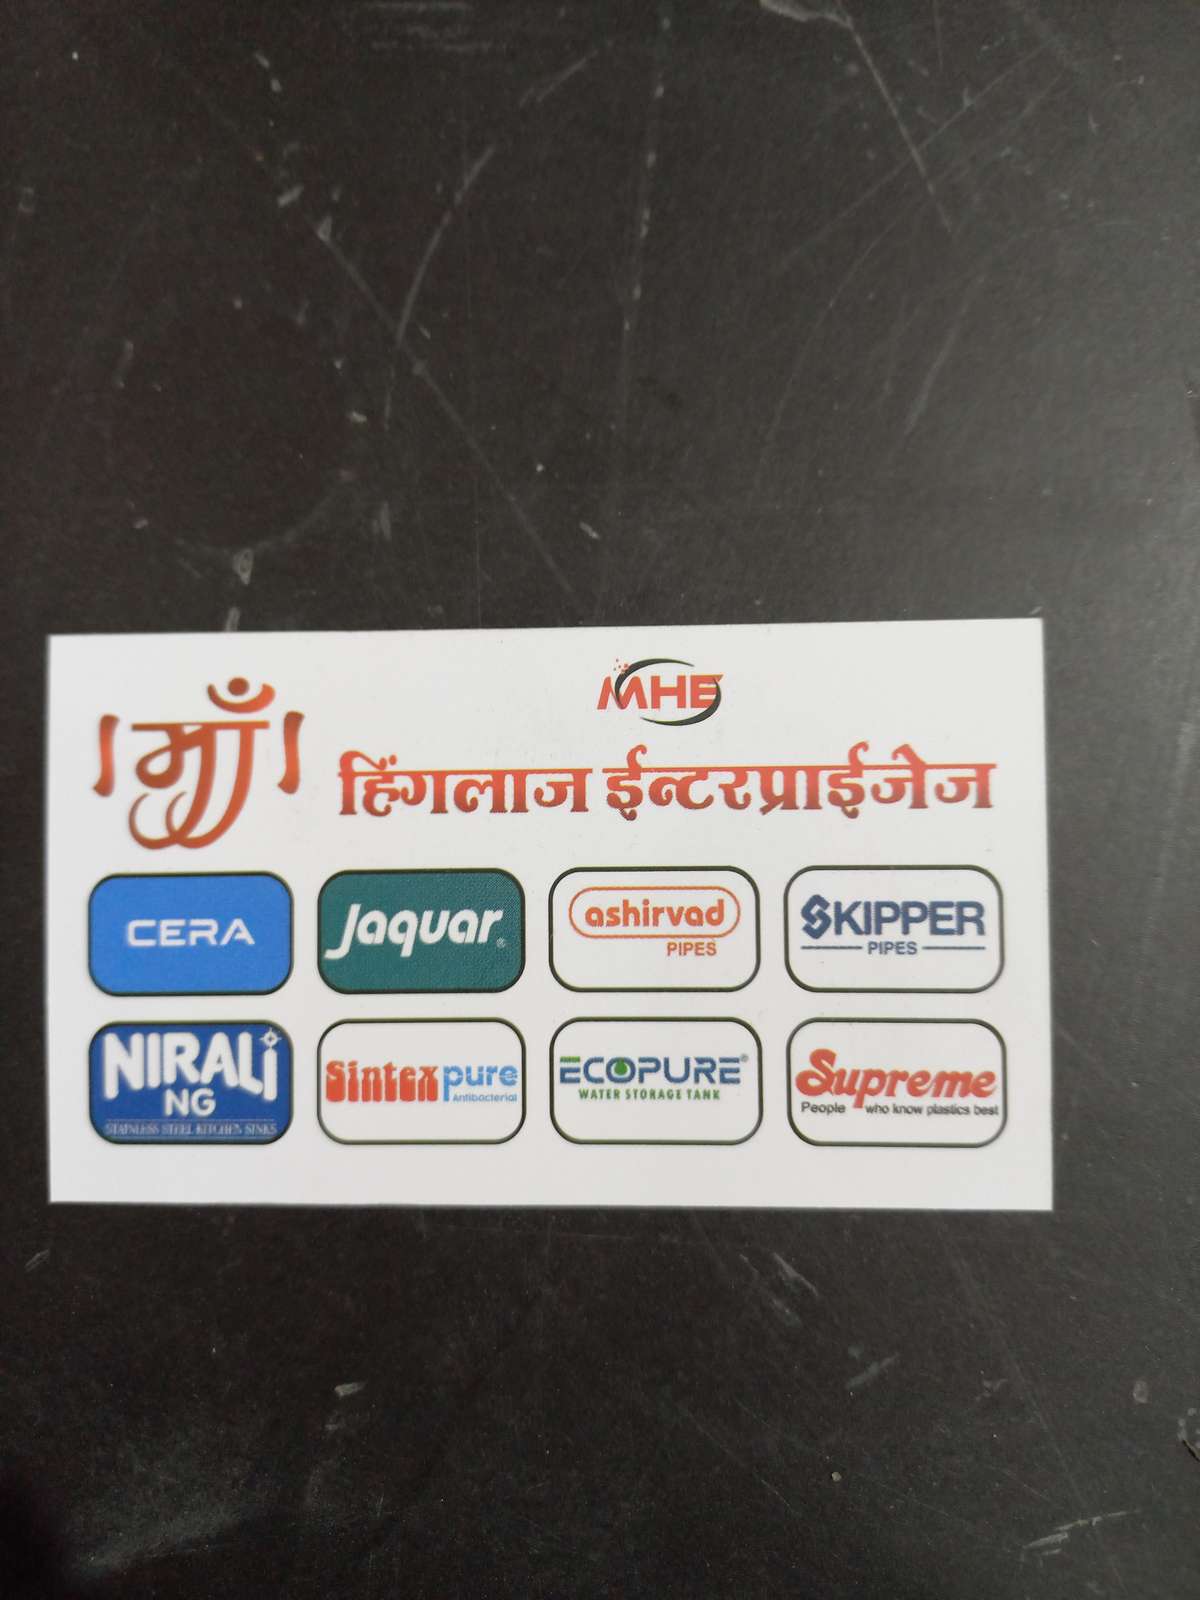 MHE
। माँ ।
हिंगलाज ईन्टरप्राईजेज
CERA
Jaquar
ashirvad
PIPES
SKIPPER
PIPES
NIRALI
NG
STAINLESS STEEL KITCHEN SINKS
Sintex pure
Antibacterial
ECOPURE®
WATER STORAGE TANK
Supreme
People who know plastics best